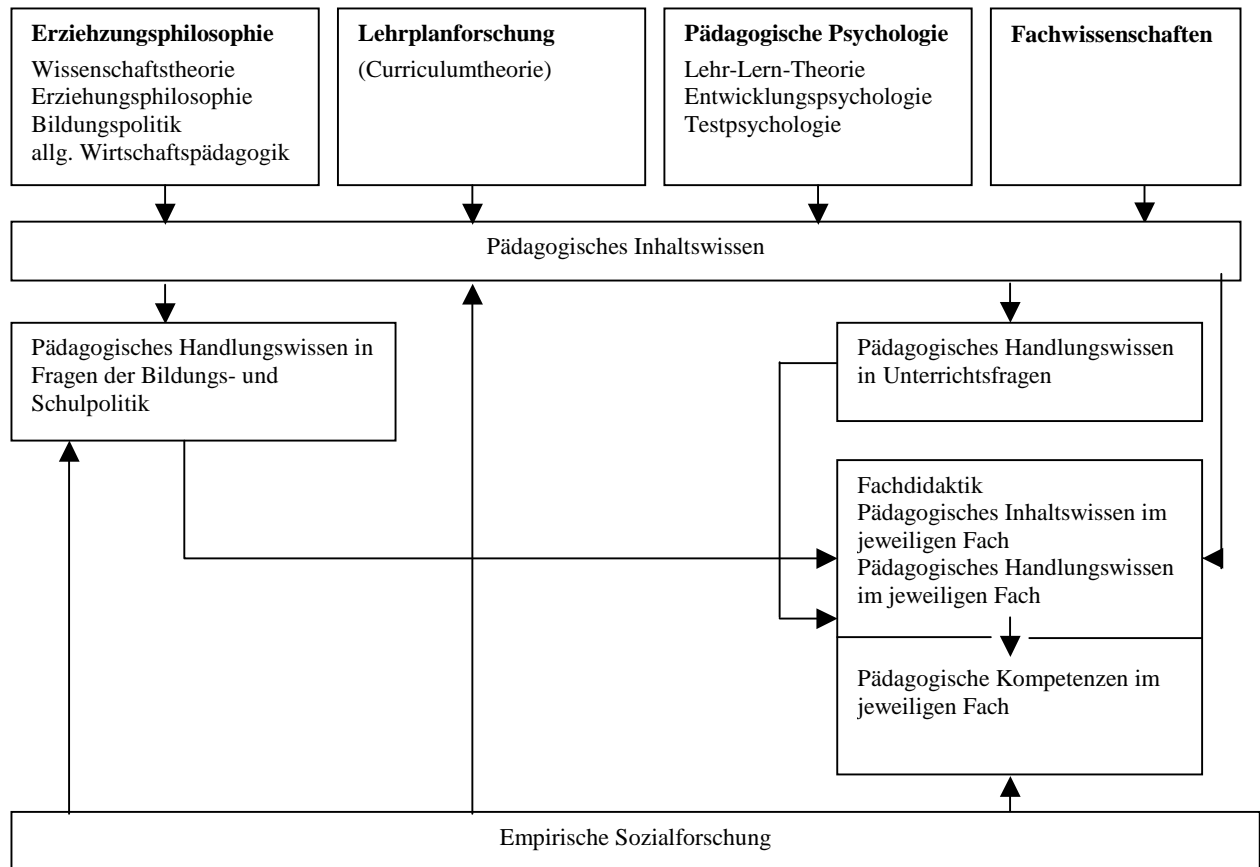 Erziehzungsphilosophie
Wissenschaftstheorie
Erziehungsphilosophie
Bildungspolitik
allg. Wirtschaftspädagogik
Lehrplanforschung
(Curriculumtheorie)
Pädagogische Psychologie
Lehr-Lern-Theorie
Entwicklungspsychologie
Testpsychologie
Fachwissenschaften
Pädagogisches Inhaltswissen
Pädagogisches Handlungswissen in
Fragen der Bildungs- und
Schulpolitik
Pädagogisches Handlungswissen
in Unterrichtsfragen
Fachdidaktik
Pädagogisches Inhaltswissen im
jeweiligen Fach
Pädagogisches Handlungswissen
im jeweiligen Fach
Pädagogische Kompetenzen im
jeweiligen Fach
Empirische Sozialforschung